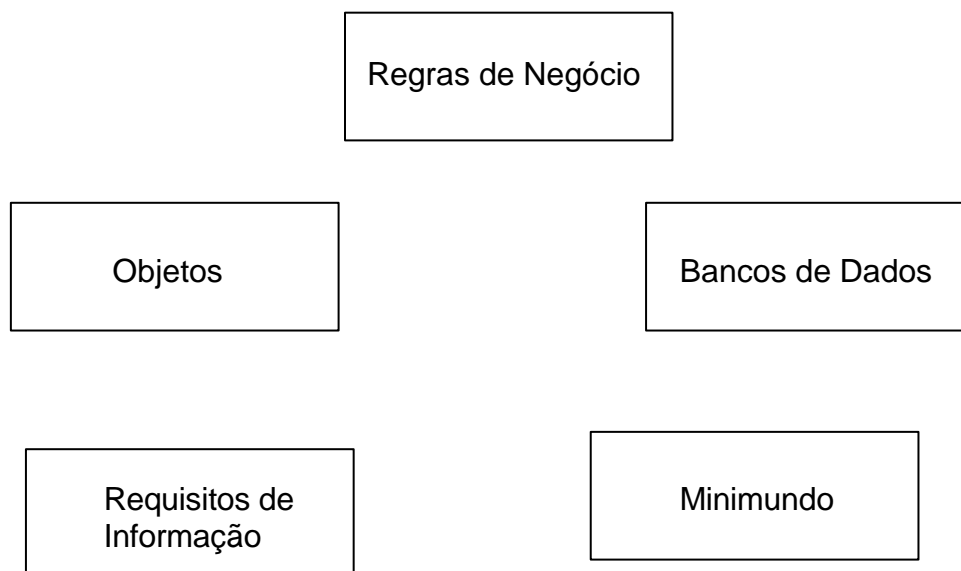 Regras de Negócio
Objetos
Bancos de Dados
Requisitos de
Informação
Minimundo